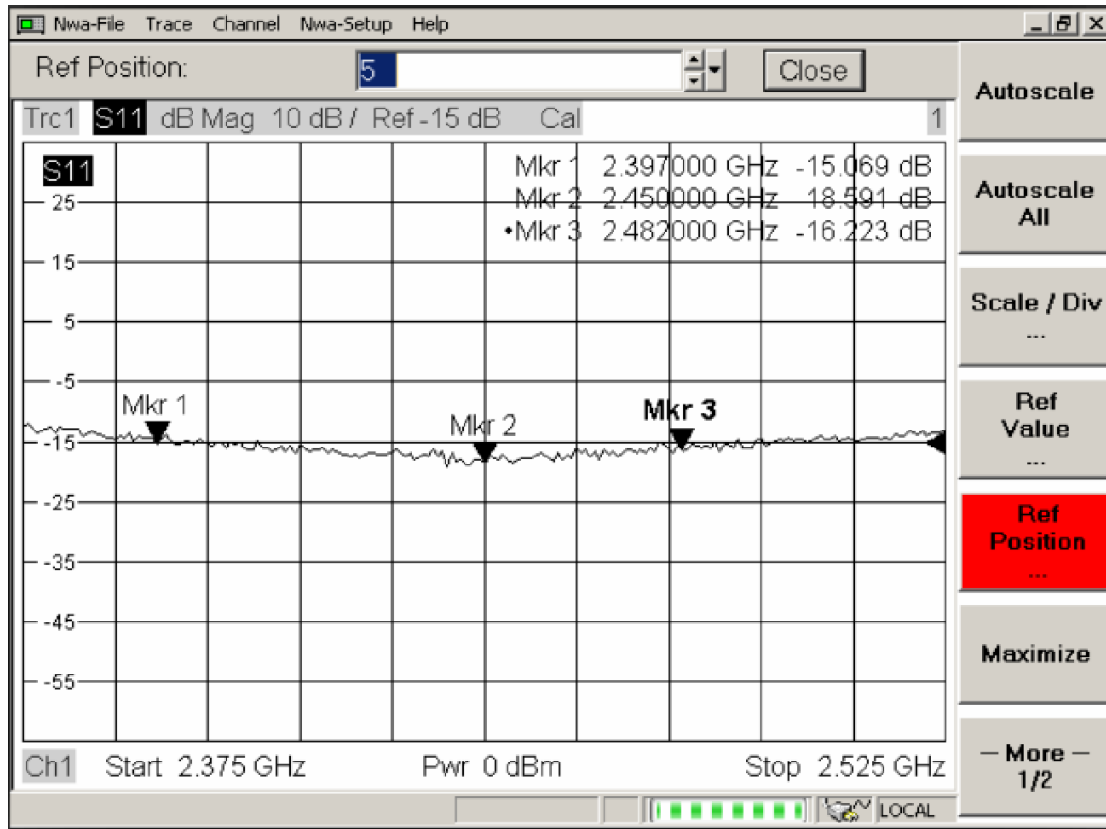 Nwa-File Trace Channel Nwa-Setup Help
Ref Position: 5 Close
Trc1 S11 dB Mag 10 dB / Ref -15 dB Cal 1
S11
Mkr 1 2.397000 GHz -15.069 dB
Mkr 2 2.450000 GHz -18.591 dB
•Mkr 3 2.482000 GHz -16.223 dB
25
15
5
-5
-15
-25
-35
-45
-55
Mkr 1
Mkr 2
Mkr 3
Ch1 Start 2.375 GHz Pwr 0 dBm Stop 2.525 GHz
LOCAL
Autoscale
Autoscale
All
Scale / Div
...
Ref
Value
...
Ref
Position
...
Maximize
— More —
1/2